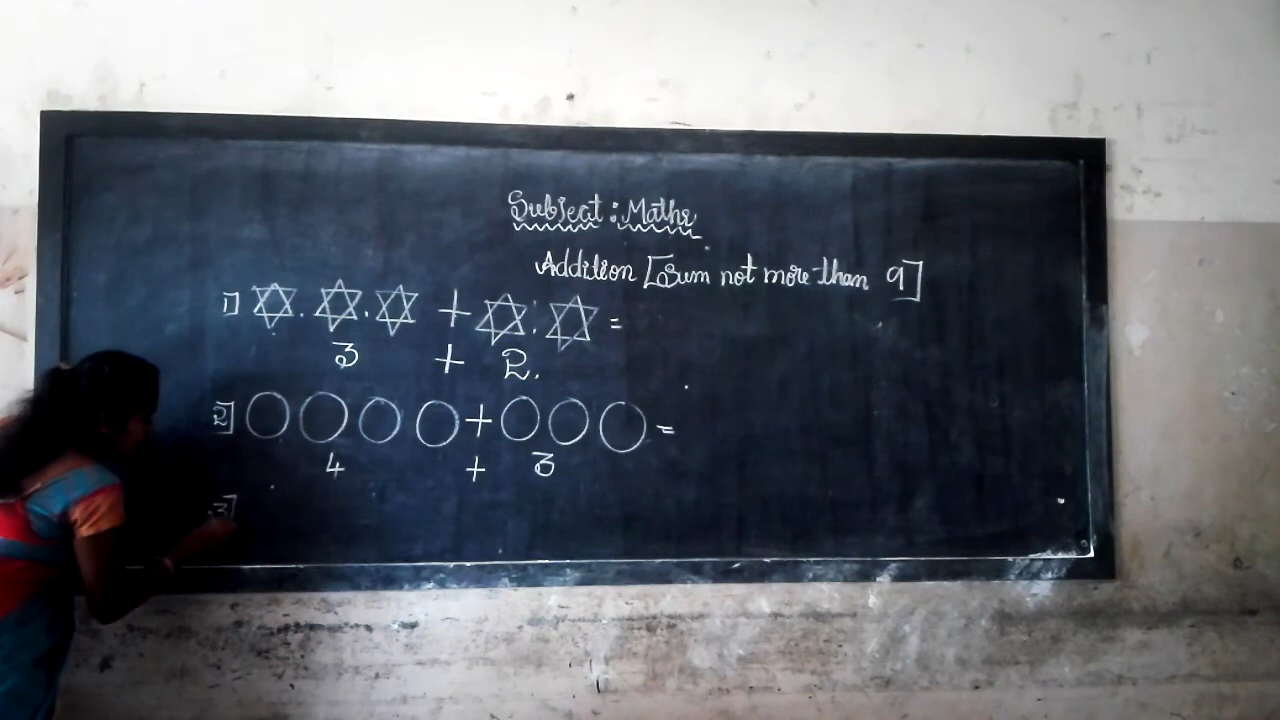 Subject : Maths
Addition [Sum not more than 9]
1] + =
3 + 2.
2] + =
4 + 3
3]